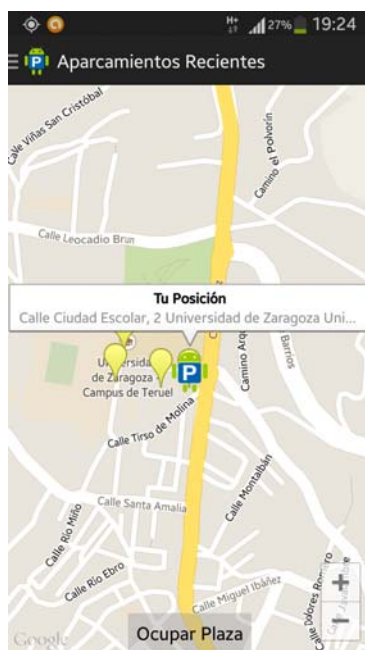 H+
27%
19:24
P Aparcamientos Recientes
Calle Viñas San Cristóbal
Camino el Polvorín
Calle Leocadio Brun
Tu Posición
Calle Ciudad Escolar, 2 Universidad de Zaragoza Uni...
Camino Arq
Barrios
de Zaragoza
Campus de Teruel
P
Calle Tirso de Molina
Calle Montalbán
Calle Santa Amalia
Calle Río Miño
Calle Río Ebro
Calle Miguel Ibáñez
Calle Dolores Romero
+
-
Google
Ocupar Plaza